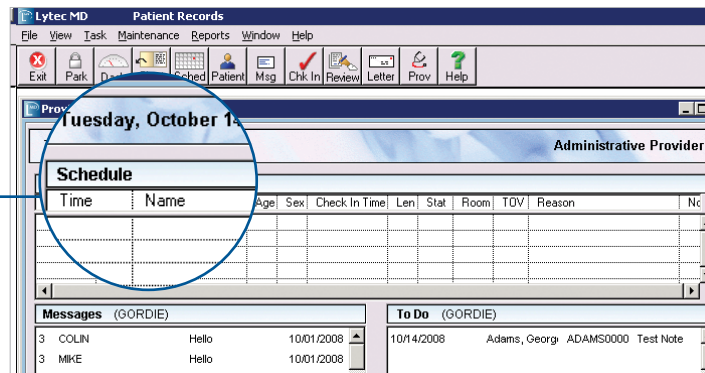 Lytec MD Patient Records
File View Task Maintenance Reports Window Help
Exit Park Sched Patient Msg Chk In Review Letter Prov Help
Tuesday, October 14
Administrative Provider
Schedule
Time Name Age Sex Check In Time Len Stat Room TOV Reason
Messages (GORDIE) To Do (GORDIE)
3 COLIN Hello 10/01/2008 10/14/2008 Adams, Georg ADAMS0000 Test Note
3 MIKE Hello 10/01/2008